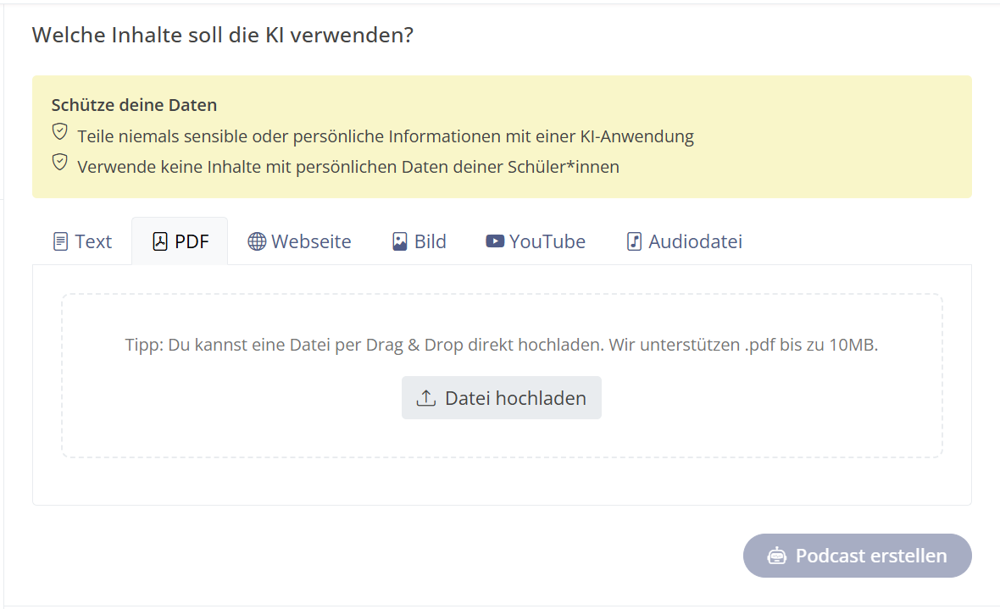 Welche Inhalte soll die KI verwenden?
Schütze deine Daten
Teile niemals sensible oder persönliche Informationen mit einer KI-Anwendung
Verwende keine Inhalte mit persönlichen Daten deiner Schüler*innen
Text PDF Webseite Bild YouTube Audiodatei
Tipp: Du kannst eine Datei per Drag & Drop direkt hochladen. Wir unterstützen .pdf bis zu 10MB.
Datei hochladen
Podcast erstellen